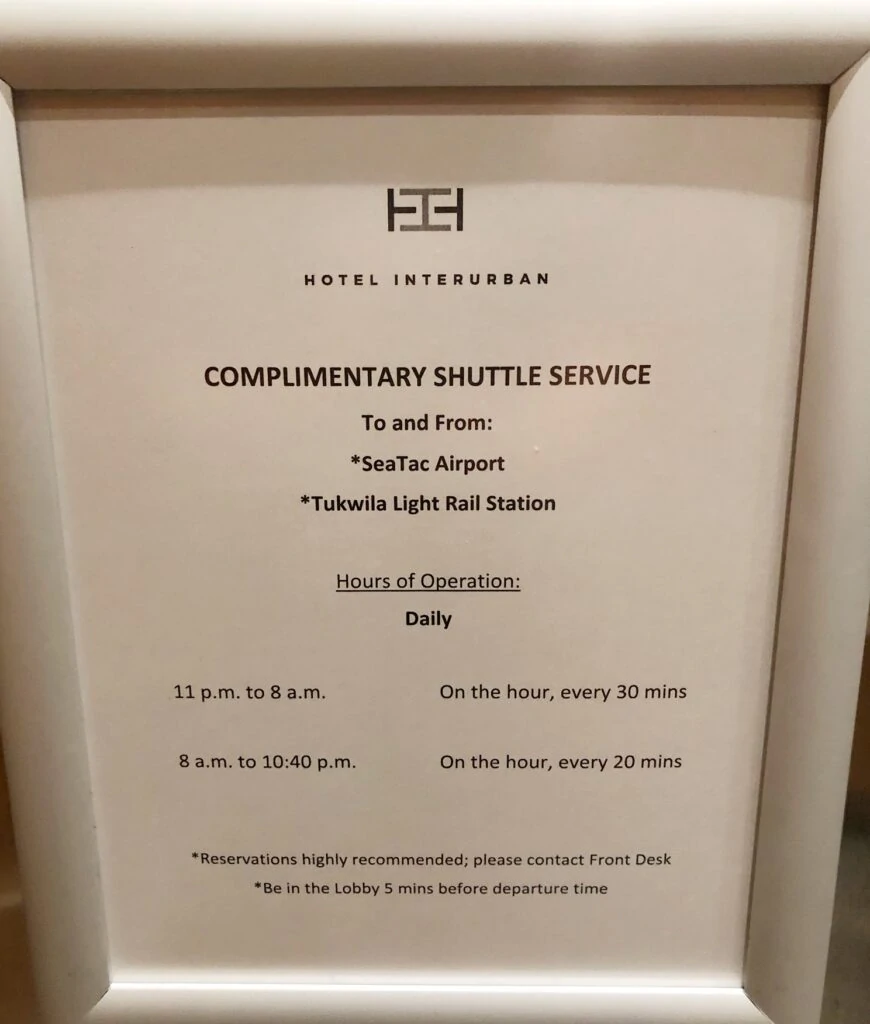 HOTEL INTERURBAN
COMPLIMENTARY SHUTTLE SERVICE
To and From:
*SeaTac Airport
*Tukwila Light Rail Station
Hours of Operation:
Daily
11 p.m. to 8 a.m. On the hour, every 30 mins
8 a.m. to 10:40 p.m. On the hour, every 20 mins
*Reservations highly recommended; please contact Front Desk
*Be in the Lobby 5 mins before departure time